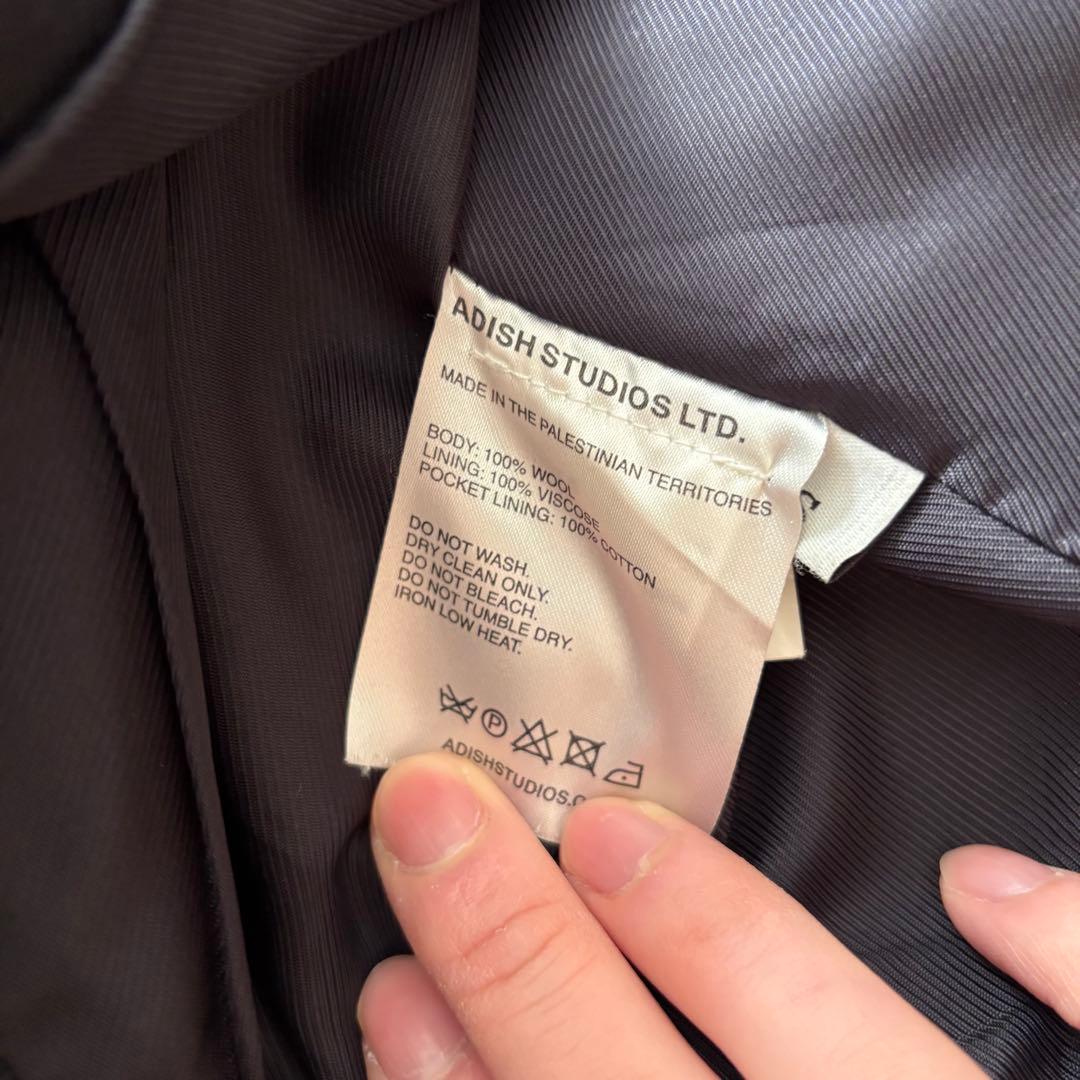 ADISH STUDIOS LTD.
MADE IN THE PALESTINIAN TERRITORIES
BODY: 100% WOOL
LINING: 100% VISCOSE
POCKET LINING: 100% COTTON
DO NOT WASH.
DRY CLEAN ONLY.
DO NOT BLEACH.
DO NOT TUMBLE DRY.
IRON LOW HEAT.
P
ADISHSTUDIOS.C
S